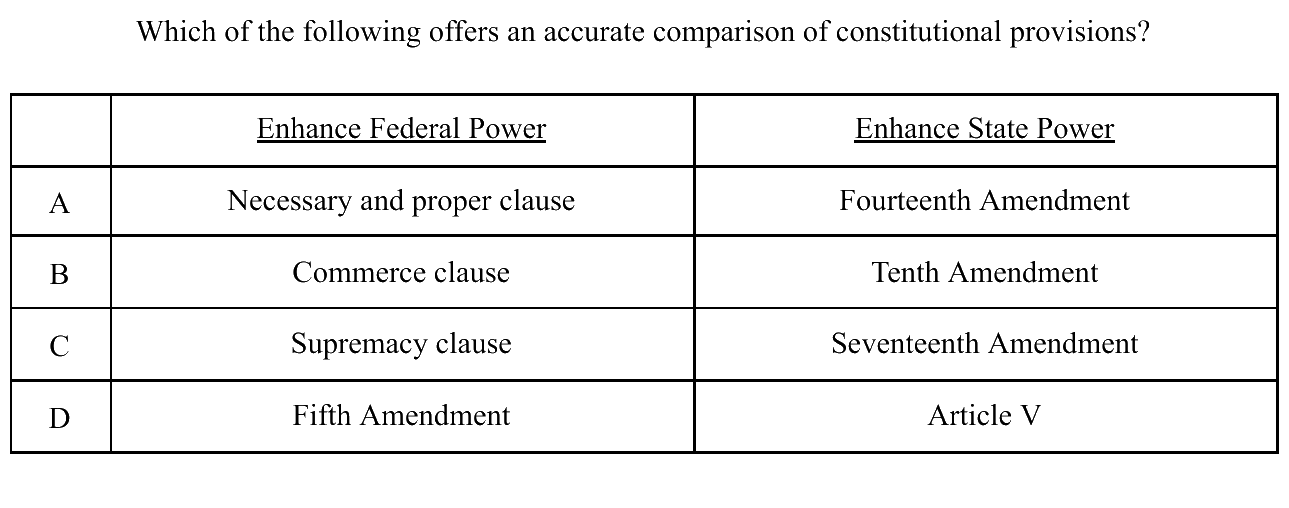 Which of the following offers an accurate comparison of constitutional provisions?
Enhance Federal Power Enhance State Power
A Necessary and proper clause Fourteenth Amendment
B Commerce clause Tenth Amendment
C Supremacy clause Seventeenth Amendment
D Fifth Amendment Article V